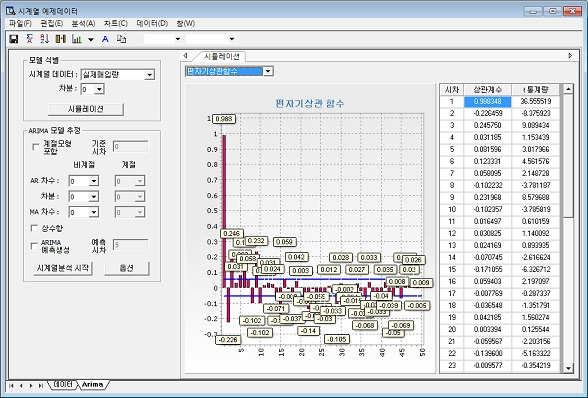 시계열 예제데이터
파일(F) 편집(E) 분석(A) 차트(C) 데이터(D) 창(W)
모델 식별
시계열 데이터 : 실제매입량
차분 : 0
시뮬레이션
ARIMA 모델 추정
계절모형 포함 기준 시차 0
비계절 계절
AR 차수 : 0 0
차분 : 0 0
MA 차수 : 0 0
상수항
ARIMA 예측생성 예측 시차 5
시계열분석 시작 옵션
시뮬레이션
편자기상관함수
편자기상관 함수
1
0.9
0.8
0.7
0.6
0.5
0.4
0.3
0.2
0.1
0
-0.1
-0.2
-0.3
0.988
0.246
0.232
0.059
0.031
0.024
0.042
0.003
0.028
0.012
0.033
0.027
0.035
0.026
0.008
0.009
-0.005
-0.04
-0.039
-0.033
-0.068
-0.069
-0.105
-0.14
-0.102
-0.102
-0.226
5 10 15 20 25 30 35 40 45 50
시차 상관계수 t 통계량
1 0.988348 36.555519
2 -0.226459 -8.375923
3 0.245750 9.089434
4 0.031185 1.153439
5 0.081596 3.017966
6 0.123331 4.561576
7 0.058095 2.148728
8 -0.102232 -3.781187
9 0.231968 8.579688
10 -0.102357 -3.785819
11 0.016497 0.610159
12 0.030825 1.140092
13 0.024169 0.893935
14 -0.070745 -2.616624
15 -0.171055 -6.326712
16 0.059403 2.197097
17 -0.007769 -0.287337
18 -0.036548 -1.351791
19 0.042185 1.560274
20 0.003394 0.125544
21 -0.059567 -2.203156
22 -0.139600 -5.163322
23 -0.009577 -0.354219
데이터 Arima